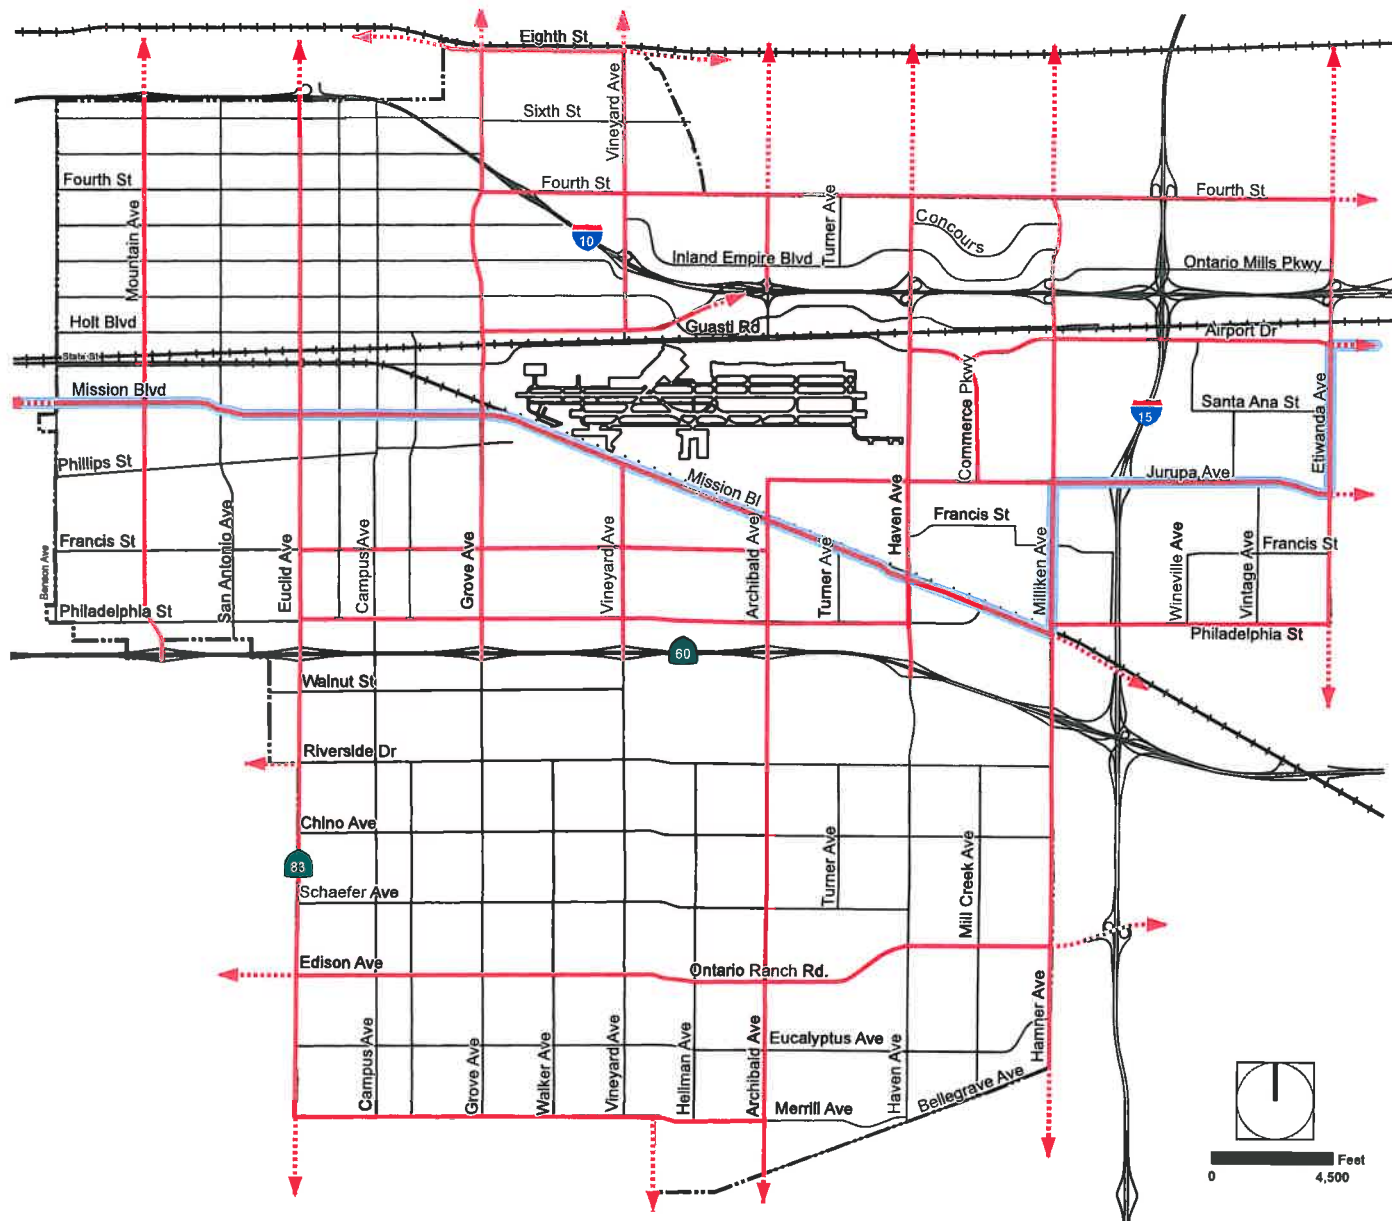 Eighth St
Sixth St
Vineyard Ave
Fourth St
Fourth St
Fourth St
Mountain Ave
Turner Ave
Concours
10
Inland Empire Blvd
Ontario Mills Pkwy
Holt Blvd
Guasti Rd
Airport Dr
State St
Mission Blvd
Commerce Pkwy
15
Santa Ana St
Etiwanda Ave
Phillips St
Mission Bl
Jurupa Ave
Francis St
San Antonio Ave
Euclid Ave
Campus Ave
Grove Ave
Vineyard Ave
Archibald Ave
Turner Ave
Haven Ave
Francis St
Milliken Ave
Wineville Ave
Vintage Ave
Francis St
Benson Ave
Philadelphia St
Philadelphia St
60
Walnut St
Riverside Dr
Chino Ave
83
Turner Ave
Mill Creek Ave
Schaefer Ave
Edison Ave
Ontario Ranch Rd.
Campus Ave
Grove Ave
Walker Ave
Vineyard Ave
Hellman Ave
Archibald Ave
Eucalyptus Ave
Haven Ave
Hamner Ave
Merrill Ave
Bellegrave Ave
Feet
0 4,500